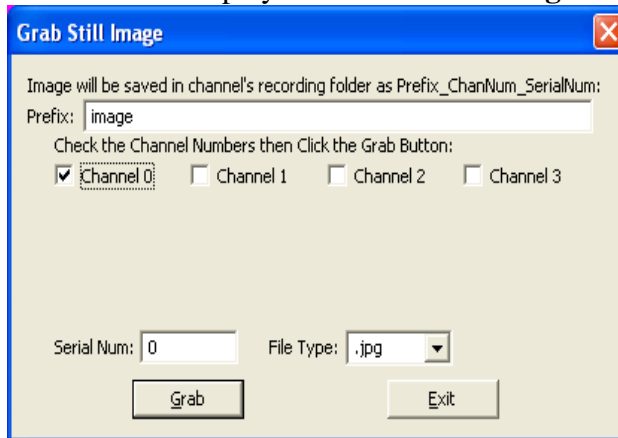 Grab Still Image
Image will be saved in channel's recording folder as Prefix_ChanNum_SerialNum:
Prefix: image
Check the Channel Numbers then Click the Grab Button:
Channel 0 Channel 1 Channel 2 Channel 3
Serial Num: 0 File Type: .jpg
Grab Exit